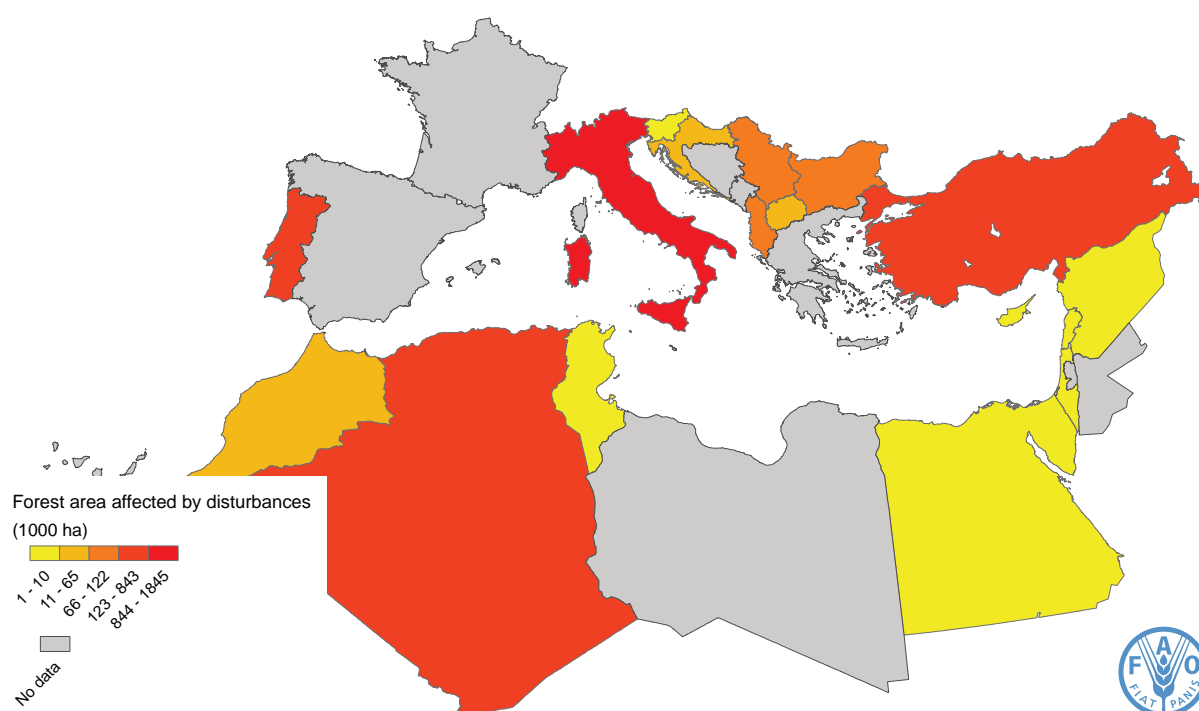 Forest area affected by disturbances
(1000 ha)
1 - 10
11 - 65
66 - 122
123 - 843
844 - 1845
No data
F A O
FIAT PANIS